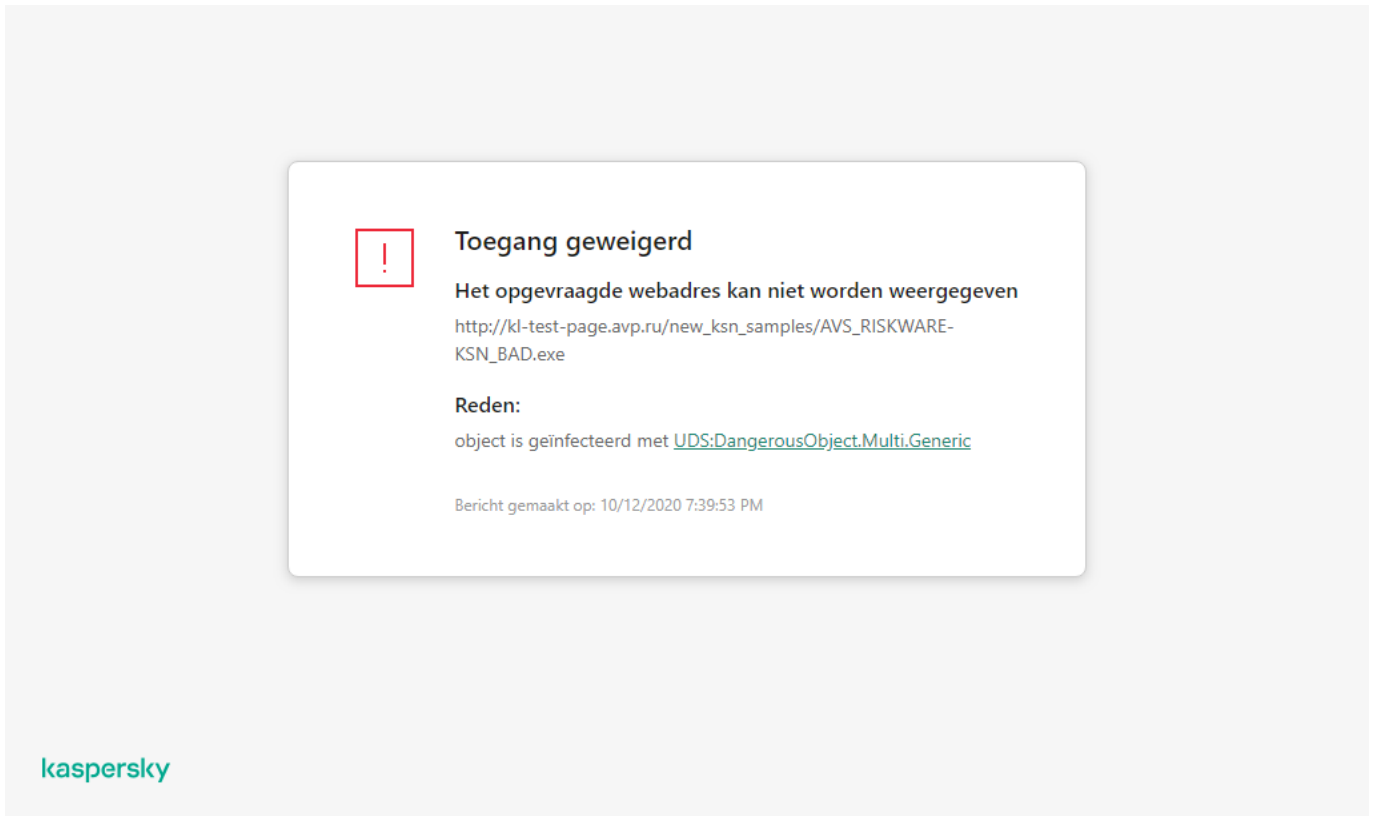 !
Toegang geweigerd
Het opgevraagde webadres kan niet worden weergegeven
http://kl-test-page.avp.ru/new_ksn_samples/AVS_RISKWARE-
KSN_BAD.exe
Reden:
object is geïnfecteerd met UDS:DangerousObject.Multi.Generic
Bericht gemaakt op: 10/12/2020 7:39:53 PM
kaspersky